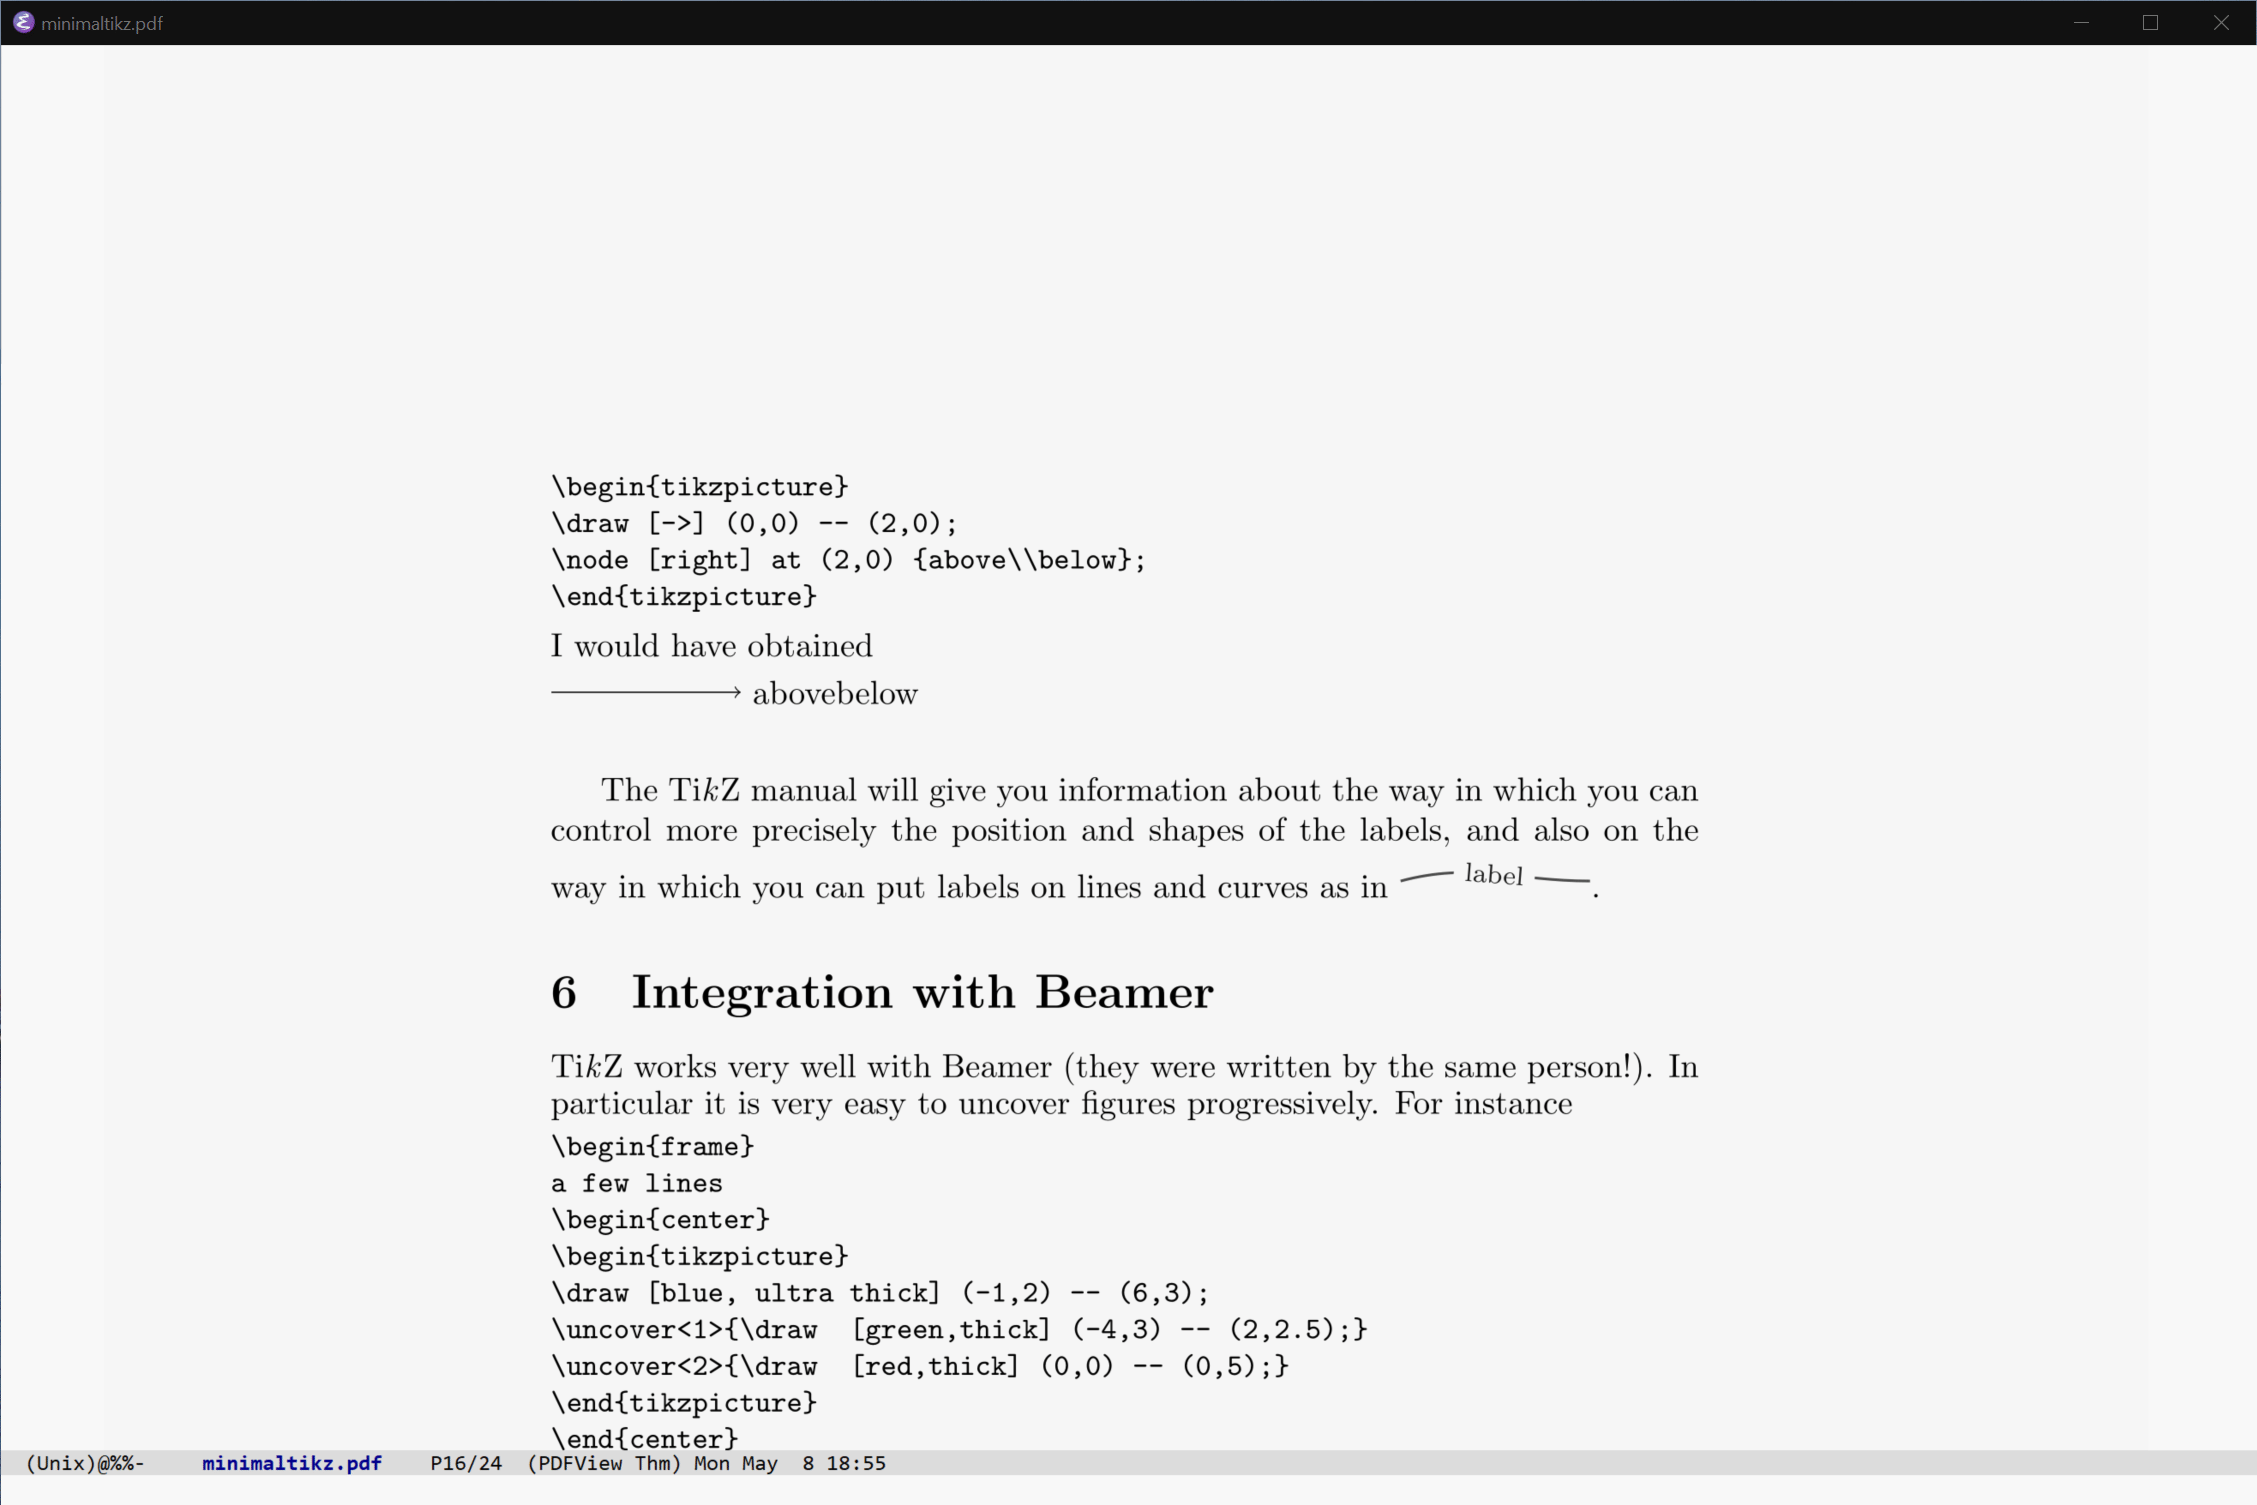 minimaltikz.pdf
\begin{tikzpicture}
\draw [->] (0,0) -- (2,0);
\node [right] at (2,0) {above\\below};
\end{tikzpicture}
I would have obtained
abovebelow
The TikZ manual will give you information about the way in which you can
control more precisely the position and shapes of the labels, and also on the
way in which you can put labels on lines and curves as in label .
6 Integration with Beamer
TikZ works very well with Beamer (they were written by the same person!). In
particular it is very easy to uncover figures progressively. For instance
\begin{frame}
a few lines
\begin{center}
\begin{tikzpicture}
\draw [blue, ultra thick] (-1,2) -- (6,3);
\uncover<1>{\draw  [green,thick] (-4,3) -- (2,2.5);}
\uncover<2>{\draw  [red,thick] (0,0) -- (0,5);}
\end{tikzpicture}
\end{center}
(Unix)@%%-     minimaltikz.pdf    P16/24  (PDFView Thm) Mon May  8 18:55